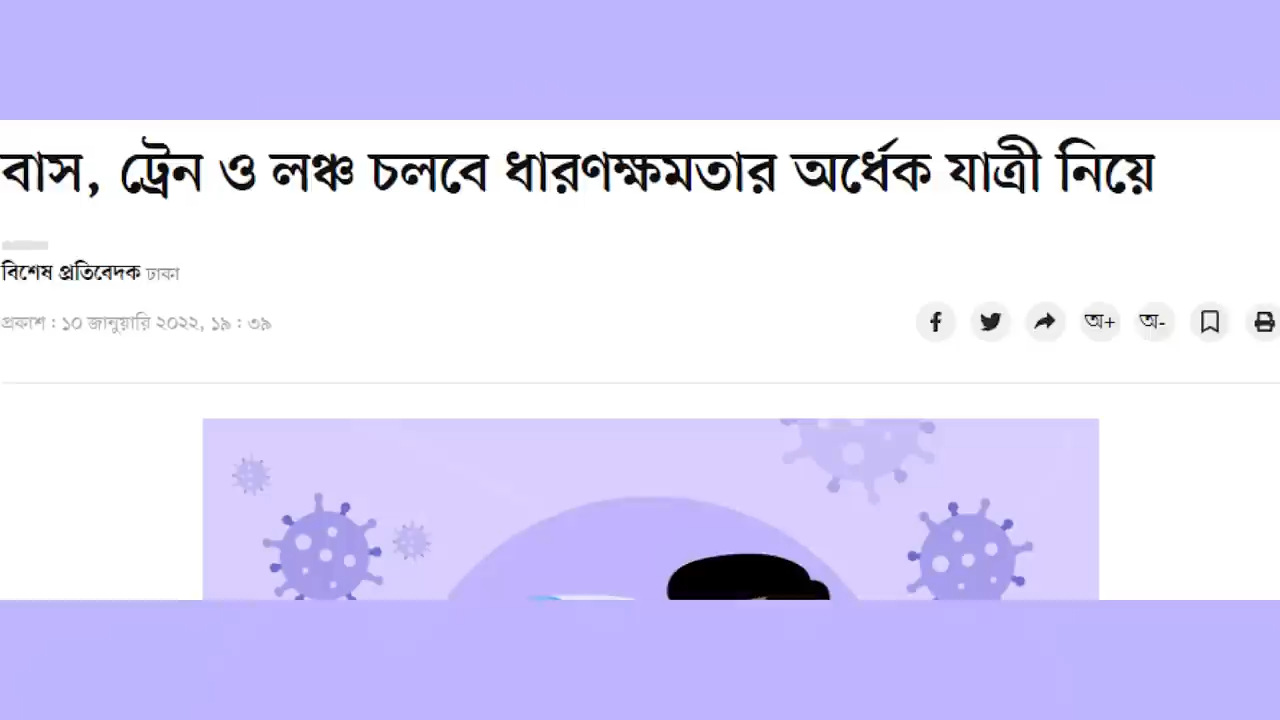 বাস, ট্রেন ও লঞ্চ চলবে ধারণক্ষমতার অর্ধেক যাত্রী নিয়ে
বিশেষ প্রতিবেদক ঢাকা
প্রকাশ : ১০ জানুয়ারি ২০২২, ১৯ : ৩৯
অ+ অ-